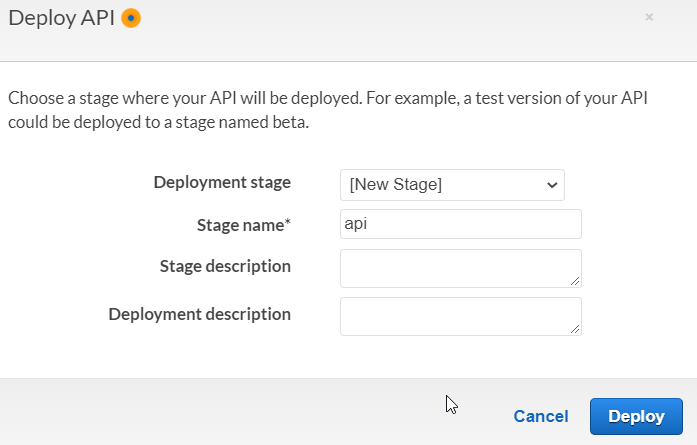 Deploy API
×
Choose a stage where your API will be deployed. For example, a test version of your API
could be deployed to a stage named beta.
Deployment stage [New Stage]
Stage name* api
Stage description
Deployment description
Cancel Deploy